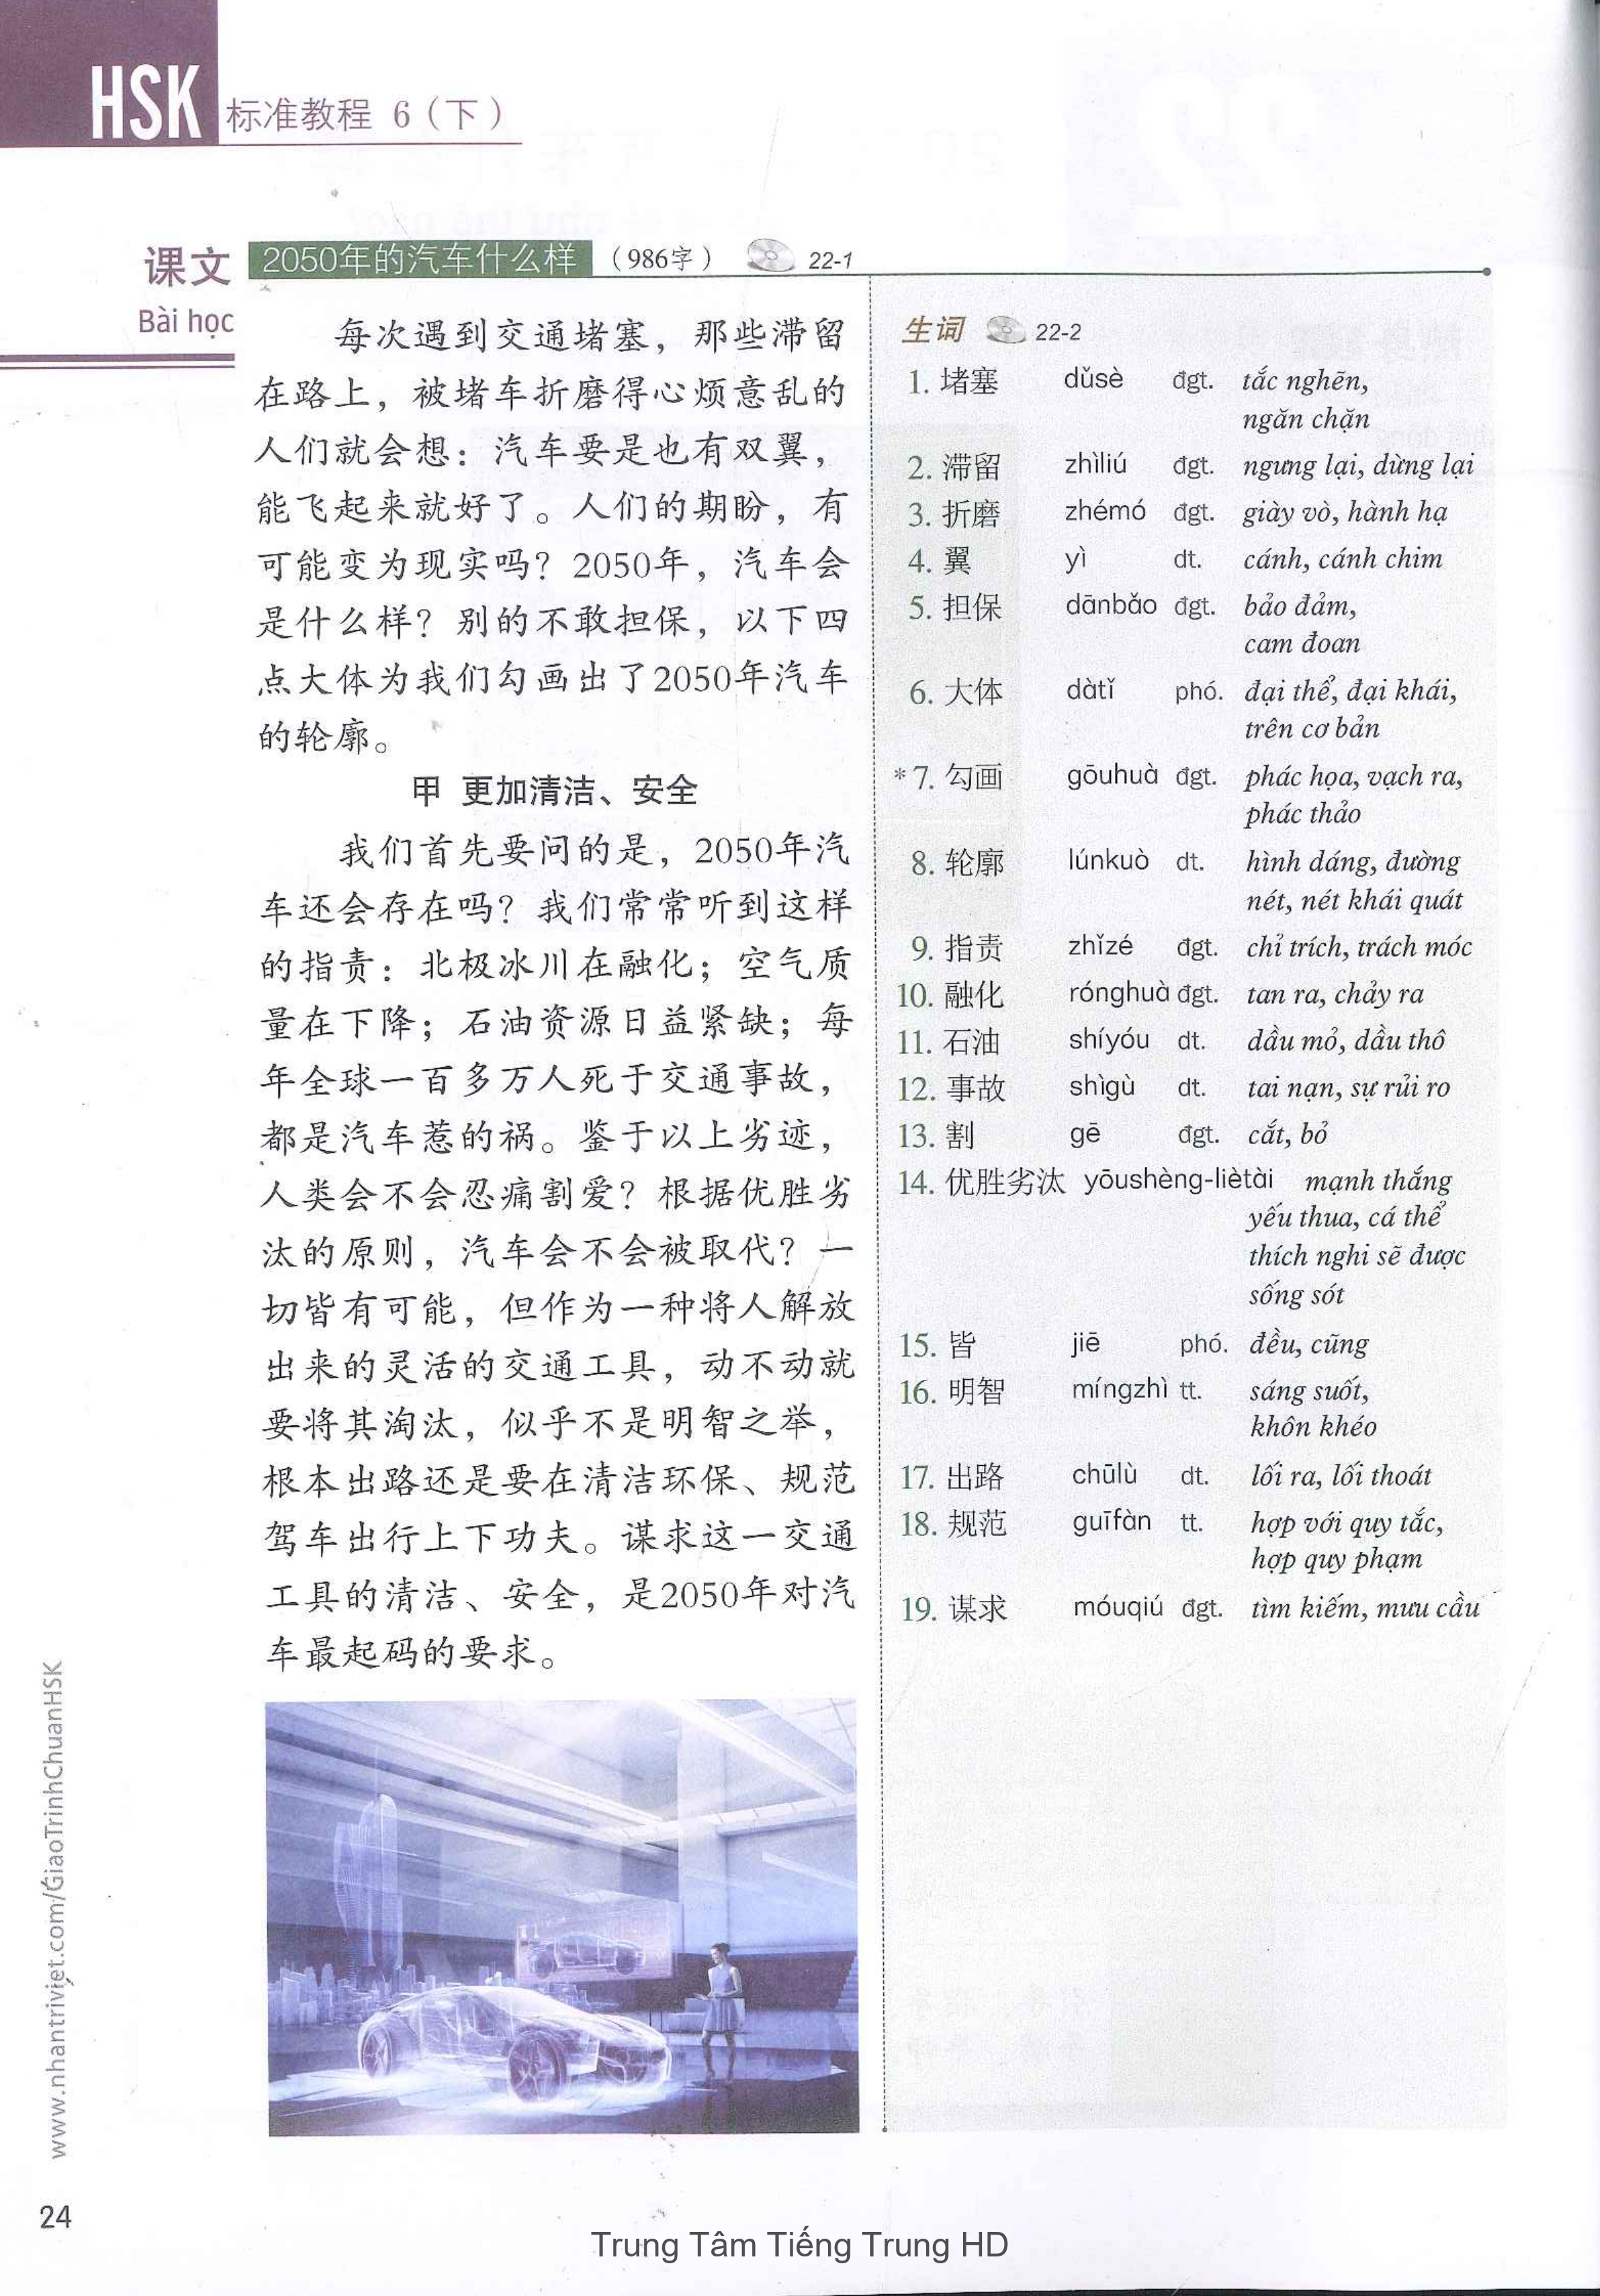 HSK 标准教程 6（下）
课文 2050年的汽车什么样 （986字） 22-1
Bài học
每次遇到交通堵塞，那些滞留
在路上，被堵车折磨得心烦意乱的
人们就会想：汽车要是也有双翼，
能飞起来就好了。人们的期盼，有
可能变为现实吗？2050年，汽车会
是什么样？别的不敢担保，以下四
点大体为我们勾画出了2050年汽车
的轮廓。
甲 更加清洁、安全
我们首先要问的是，2050年汽
车还会存在吗？我们常常听到这样
的指责：北极冰川在融化；空气质
量在下降；石油资源日益紧缺；每
年全球一百多万人死于交通事故，
都是汽车惹的祸。鉴于以上劣迹，
人类会不会忍痛割爱？根据优胜劣
汰的原则，汽车会不会被取代？一
切皆有可能，但作为一种将人解放
出来的灵活的交通工具，动不动就
要将其淘汰，似乎不是明智之举，
根本出路还是要在清洁环保、规范
驾车出行上下功夫。谋求这一交通
工具的清洁、安全，是2050年对汽
车最起码的要求。
生词 22-2
1. 堵塞 dǔsè đgt. tắc nghẽn,
ngăn chặn
2. 滞留 zhìliú đgt. ngưng lại, dừng lại
3. 折磨 zhémó đgt. giày vò, hành hạ
4. 翼 yì dt. cánh, cánh chim
5. 担保 dānbǎo đgt. bảo đảm,
cam đoan
6. 大体 dàtǐ phó. đại thể, đại khái,
trên cơ bản
*7. 勾画 gōuhuà đgt. phác họa, vạch ra,
phác thảo
8. 轮廓 lúnkuò dt. hình dáng, đường
nét, nét khái quát
9. 指责 zhǐzé đgt. chỉ trích, trách móc
10. 融化 rónghuà đgt. tan ra, chảy ra
11. 石油 shíyóu dt. dầu mỏ, dầu thô
12. 事故 shìgù dt. tai nạn, sự rủi ro
13. 割 gē đgt. cắt, bỏ
14. 优胜劣汰 yōushèng-liètài mạnh thắng
yếu thua, cá thể
thích nghi sẽ được
sống sót
15. 皆 jiē phó. đều, cũng
16. 明智 míngzhì tt. sáng suốt,
khôn khéo
17. 出路 chūlù dt. lối ra, lối thoát
18. 规范 guīfàn tt. hợp với quy tắc,
hợp quy phạm
19. 谋求 móuqiú đgt. tìm kiếm, mưu cầu
www.nhantriviet.com/GiaoTrinhChuanHSK
24
Trung Tâm Tiếng Trung HD